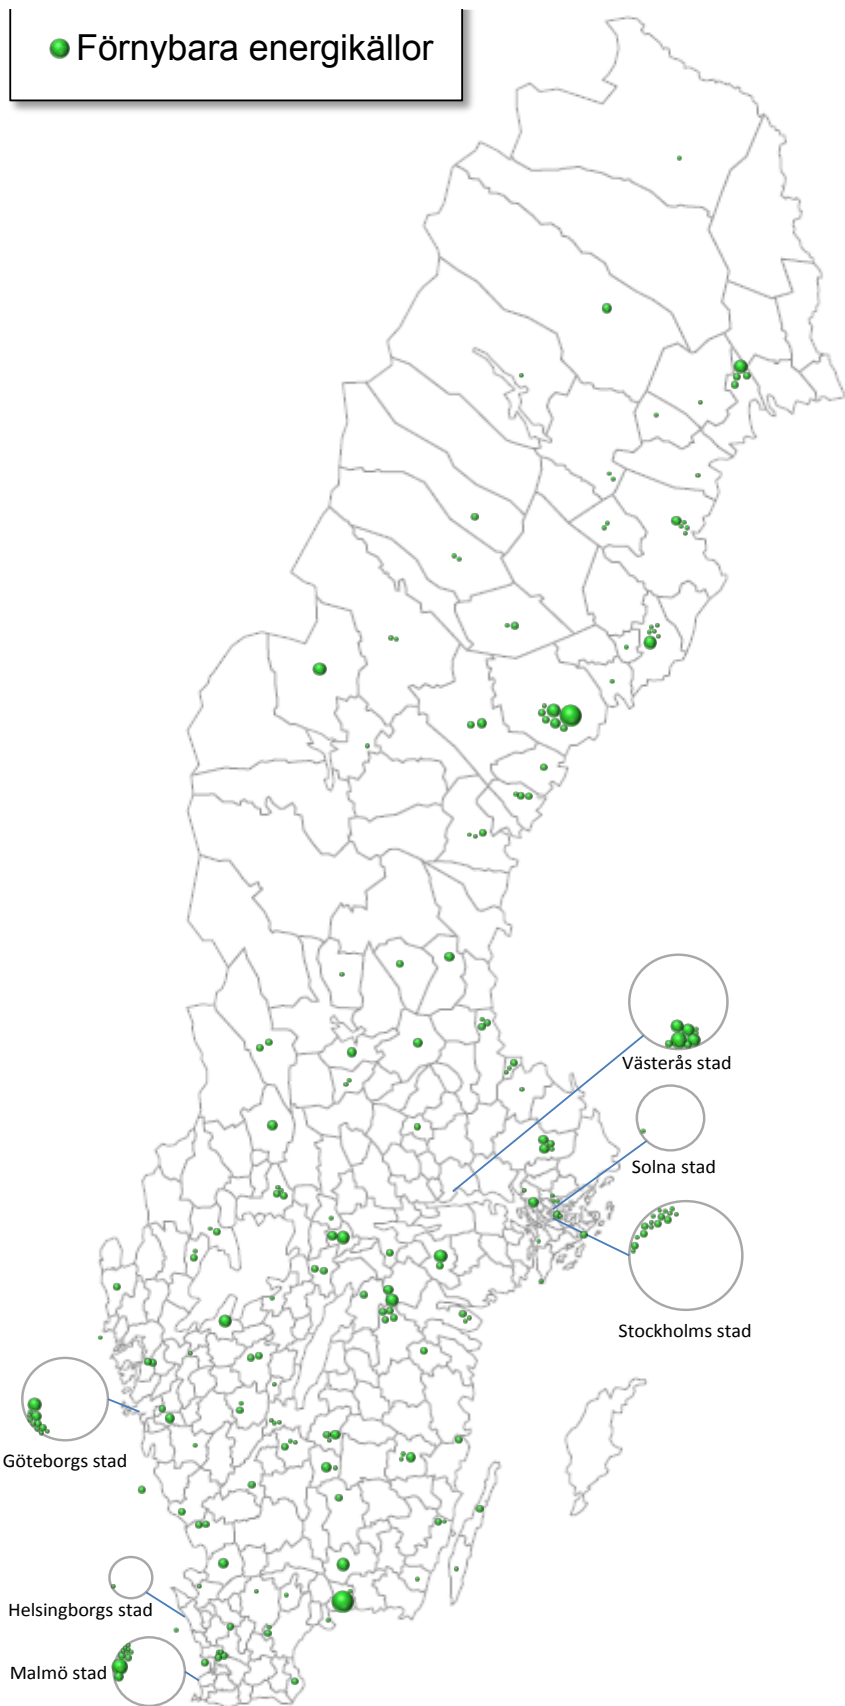 Förnybara energikällor
Västerås stad
Solna stad
Stockholms stad
Göteborgs stad
Helsingborgs stad
Malmö stad